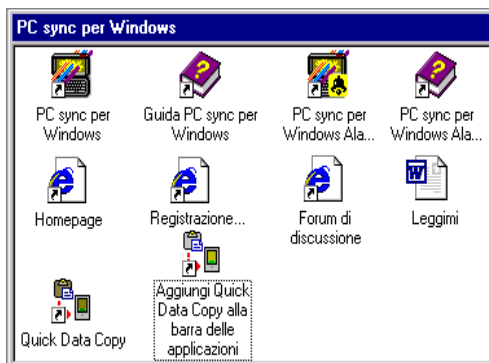 PC sync per Windows
PC sync per
Windows
Guida PC sync per
Windows
PC sync per
Windows Ala...
PC sync per
Windows Ala...
Homepage
Registrazione...
Forum di
discussione
Leggimi
Quick Data Copy
Aggiungi Quick
Data Copy alla
barra delle
applicazioni